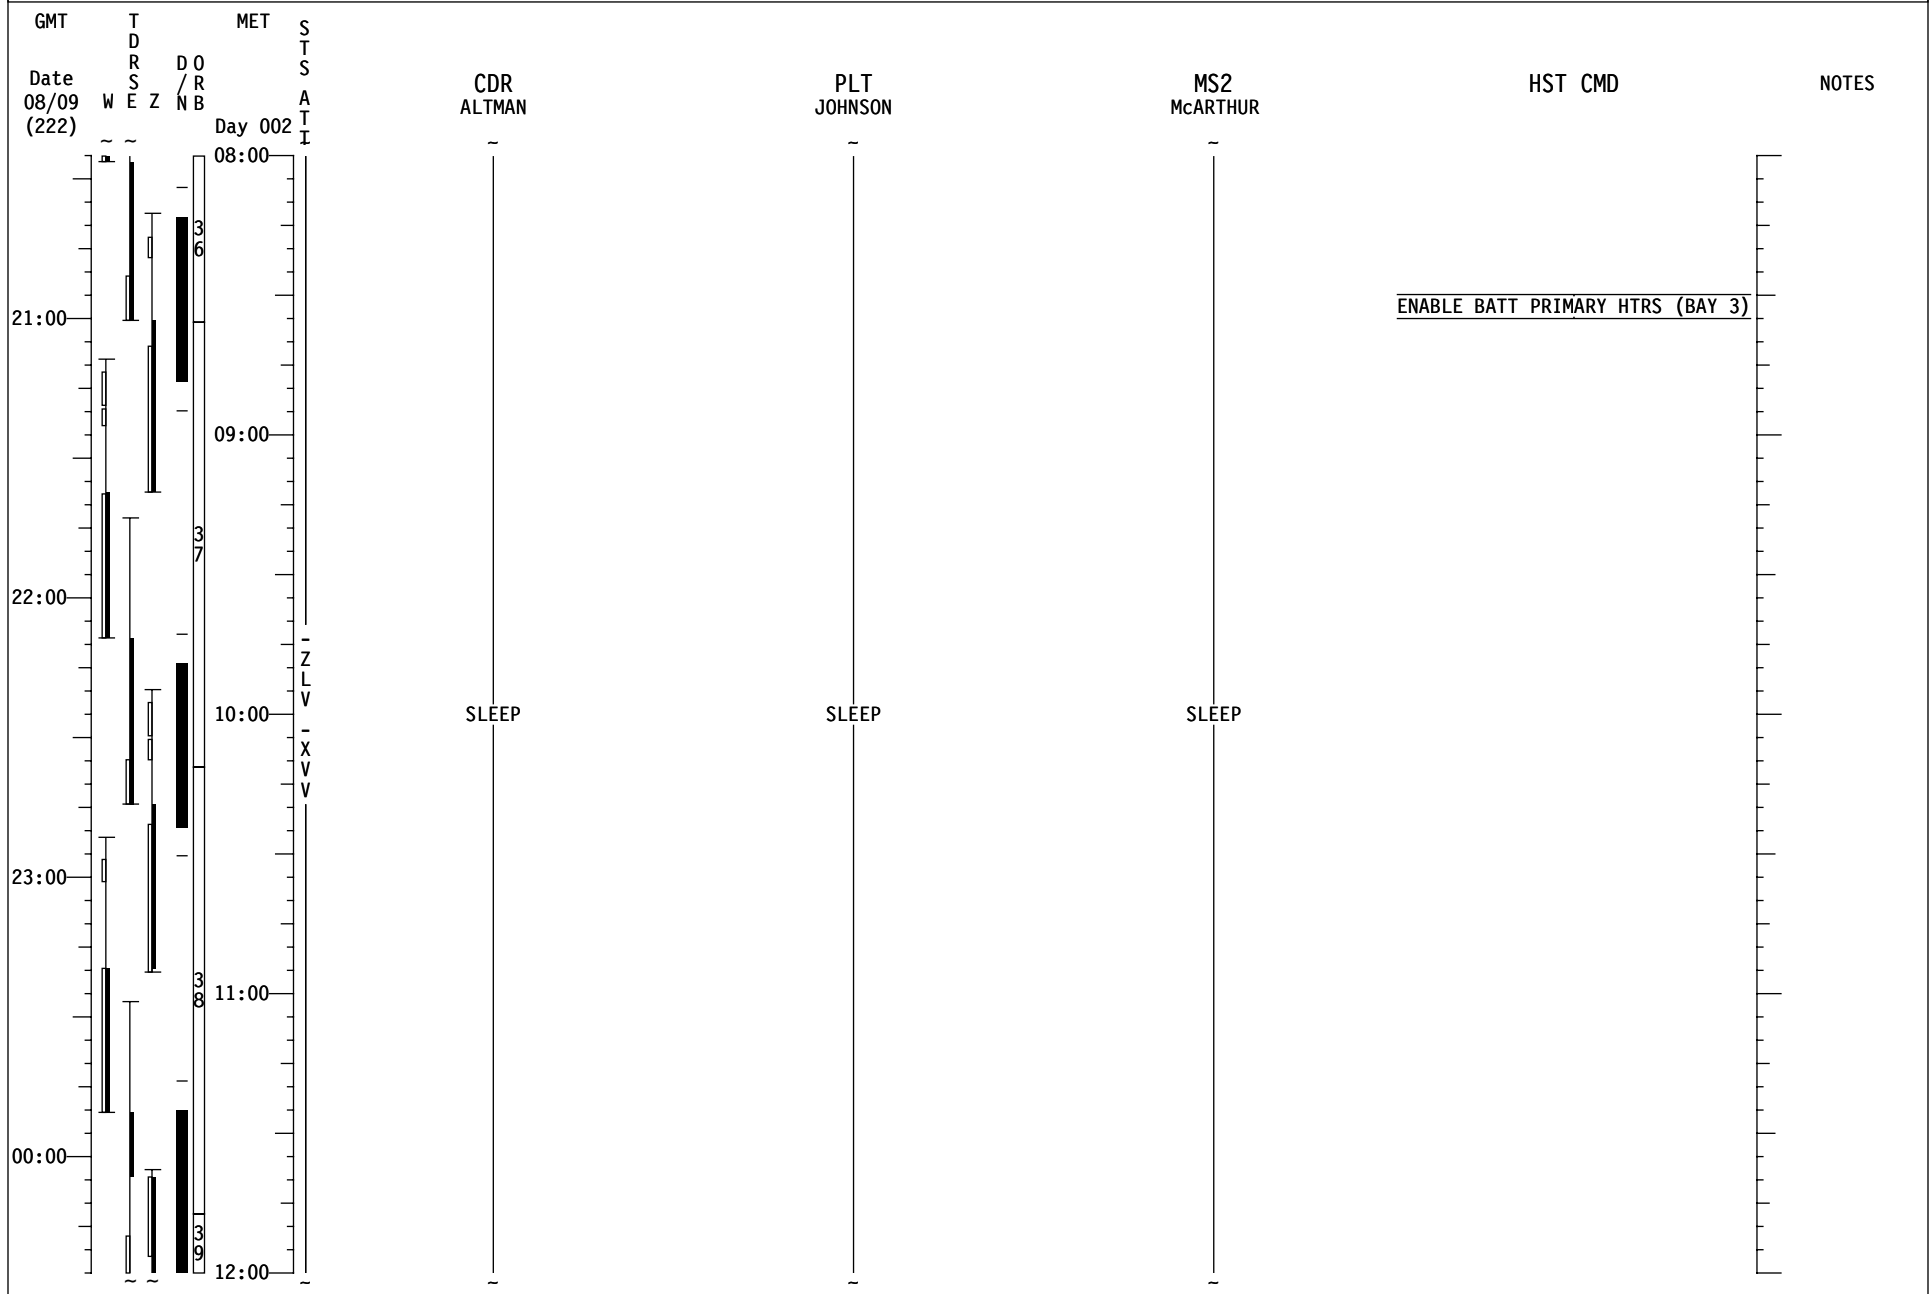 GMT
TDRS
MET
STS ATT
Date
08/09
(222)
W E Z
D/N
ORB
Day 002
CDR
ALTMAN
PLT
JOHNSON
MS2
McARTHUR
HST CMD
NOTES
~ ~ ~ ~ ~ ~
08:00
36
ENABLE BATT PRIMARY HTRS (BAY 3)
21:00
09:00
37
22:00
-ZLV -XVV
10:00
SLEEP SLEEP SLEEP
23:00
38
11:00
00:00
39
12:00
~ ~ ~ ~ ~ ~